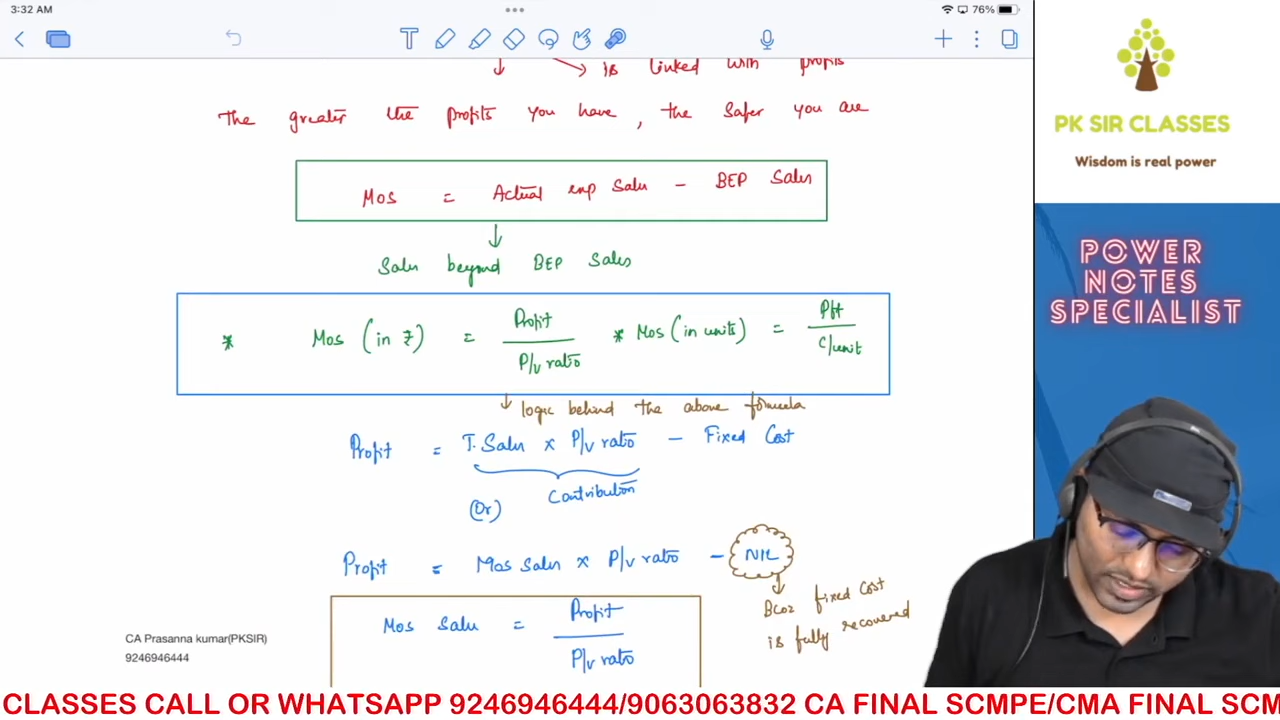 3:32 AM
76%
is linked with profits
The greater the profits you have, the safer you are
MOS = Actual exp Sales - BEP Sales
Sales beyond BEP Sales
* MOS (in ₹) = Profit / P/V ratio * MOS (in units) = Pft / C/unit
logic behind the above formula
Profit = T. Sales x P/V ratio - Fixed Cost
Contribution
(Or)
Profit = MOS Sales x P/V ratio - NIL
Bcoz fixed cost is fully recovered
MOS Sales = Profit / P/V ratio
CA Prasanna kumar(PKSIR)
9246946444
PK SIR CLASSES
Wisdom is real power
POWER
NOTES
SPECIALIST
CLASSES CALL OR WHATSAPP 9246946444/9063063832 CA FINAL SCMPE/CMA FINAL SCM